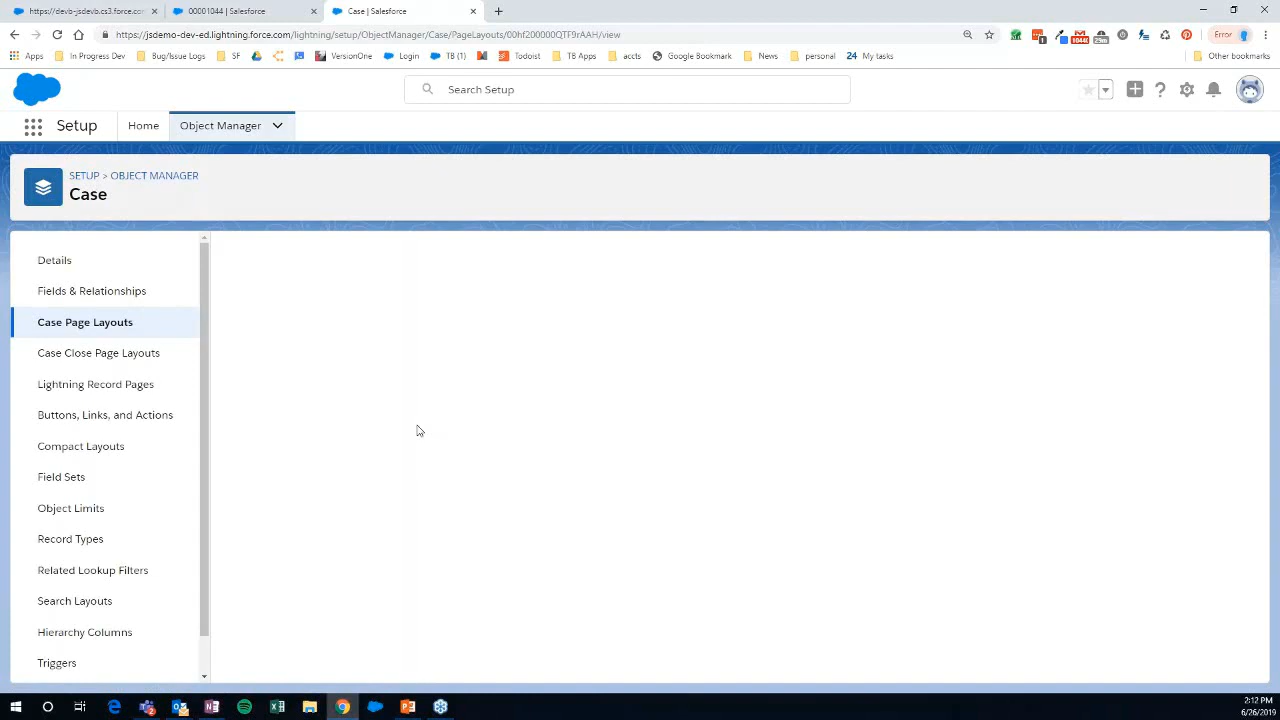 https://devb-jsdevb.cs3.force.com
00001044 | Salesforce
Case | Salesforce
https://jsdemo-dev-ed.lightning.force.com/lightning/setup/ObjectManager/Case/PageLayouts/00hf200000QTF9rAAH/view
Error
Apps
In Progress Dev
Bug/Issue Logs
SF
VersionOne
Login
TB (1)
Todoist
TB Apps
accts
Google Bookmark
News
personal
24 My tasks
Other bookmarks
Search Setup
Setup
Home
Object Manager
SETUP > OBJECT MANAGER
Case
Details
Fields & Relationships
Case Page Layouts
Case Close Page Layouts
Lightning Record Pages
Buttons, Links, and Actions
Compact Layouts
Field Sets
Object Limits
Record Types
Related Lookup Filters
Search Layouts
Hierarchy Columns
Triggers
2:12 PM
6/26/2019